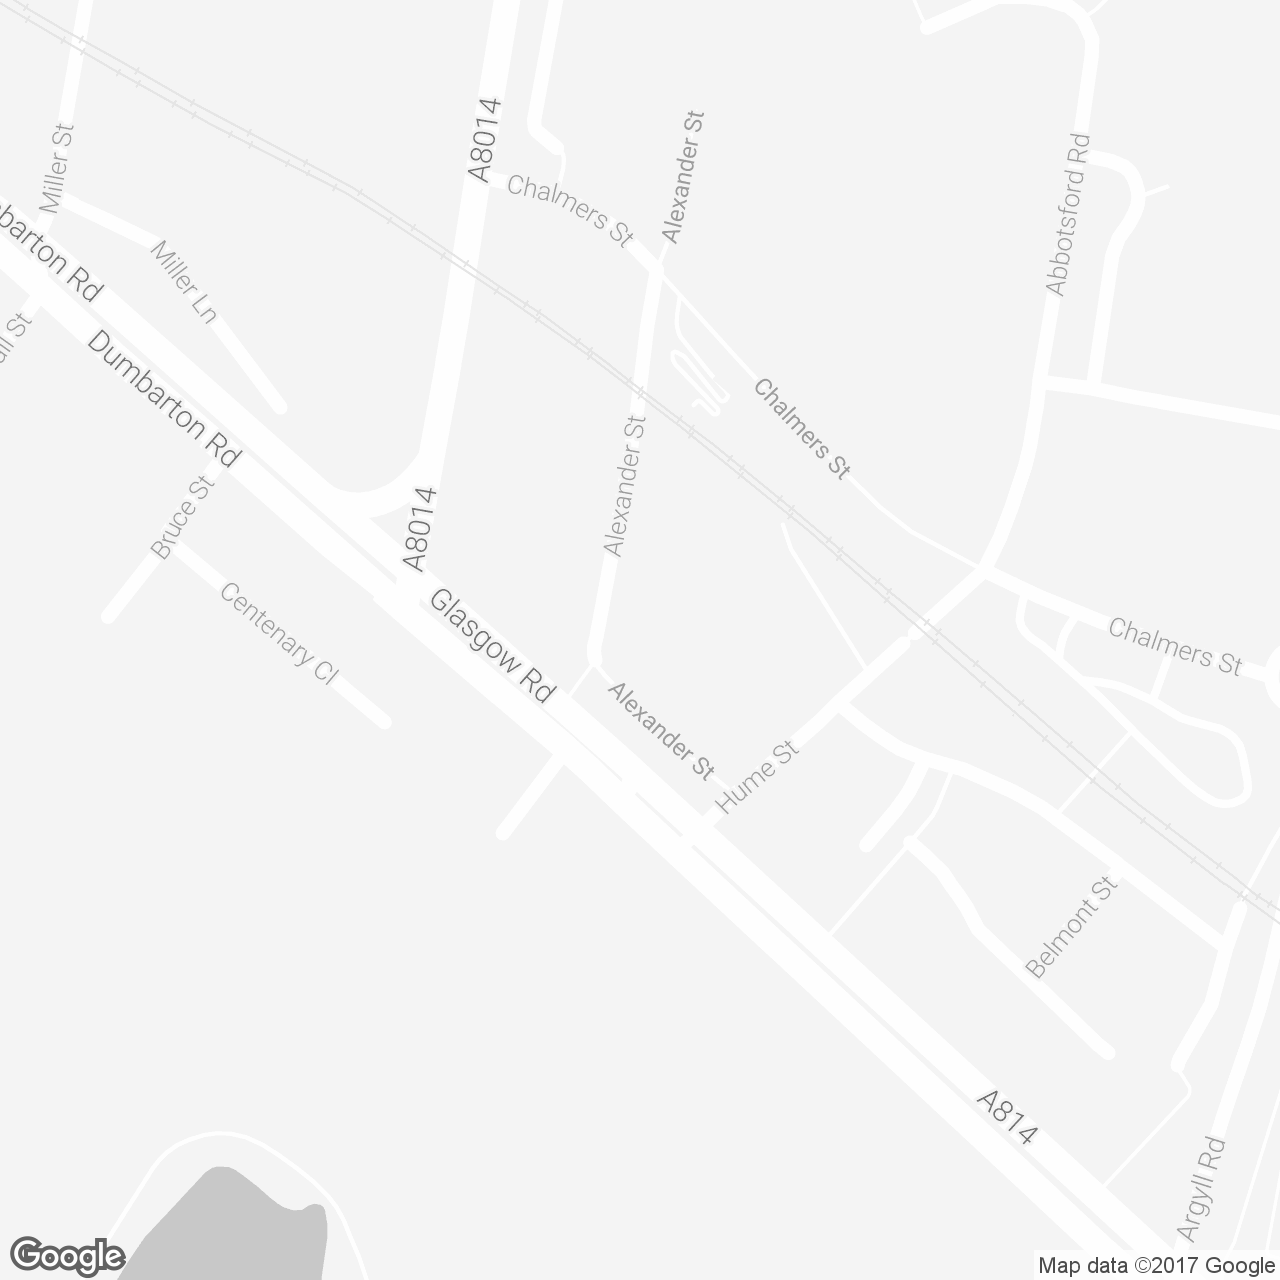 A8014
Alexander St
Miller St
Chalmers St
Abbotsford Rd
Miller Ln
Dumbarton Rd
Chalmers St
Alexander St
Bruce St
A8014
Centenary Cl
Glasgow Rd
Chalmers St
Alexander St
Hume St
Belmont St
A814
Argyll Rd
Google
Map data ©2017 Google